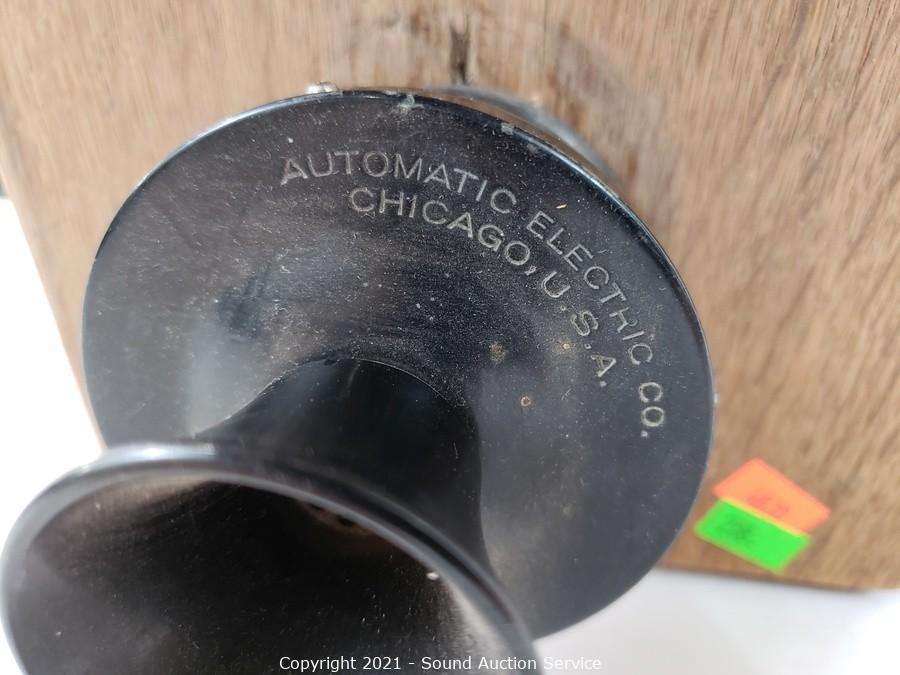 AUTOMATIC ELECTRIC CO.
CHICAGO, U.S.A.
Copyright 2021 - Sound Auction Service